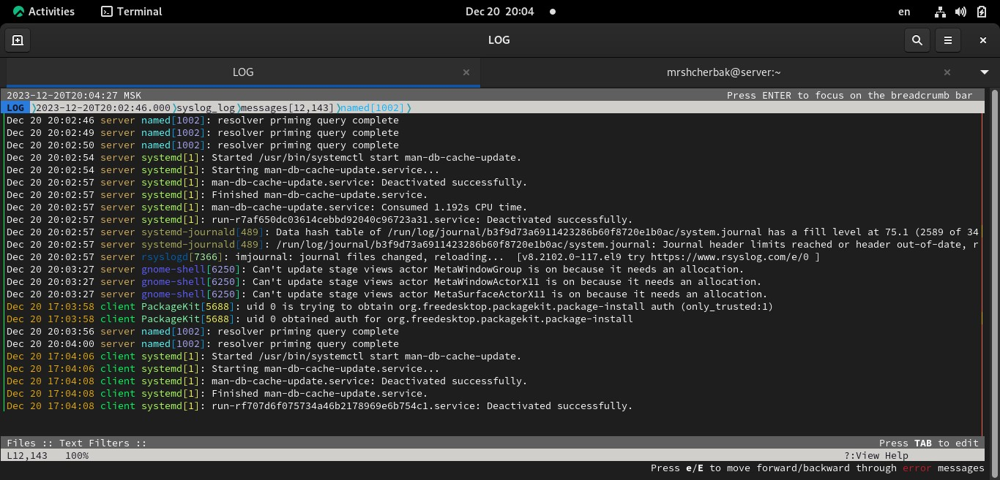 Activities Terminal Dec 20 20:04 en
LOG
LOG mrshcherbak@server:~
2023-12-20T20:04:27 MSK Press ENTER to focus on the breadcrumb bar
LOG ❭2023-12-20T20:02:46.000❭syslog_log❭messages[12,143]❭named[1002]❭
Dec 20 20:02:46 server named[1002]: resolver priming query complete
Dec 20 20:02:49 server named[1002]: resolver priming query complete
Dec 20 20:02:50 server named[1002]: resolver priming query complete
Dec 20 20:02:54 server systemd[1]: Started /usr/bin/systemctl start man-db-cache-update.
Dec 20 20:02:54 server systemd[1]: Starting man-db-cache-update.service...
Dec 20 20:02:57 server systemd[1]: man-db-cache-update.service: Deactivated successfully.
Dec 20 20:02:57 server systemd[1]: Finished man-db-cache-update.service.
Dec 20 20:02:57 server systemd[1]: man-db-cache-update.service: Consumed 1.192s CPU time.
Dec 20 20:02:57 server systemd[1]: run-r7af650dc03614cebbd92040c96723a31.service: Deactivated successfully.
Dec 20 20:02:57 server systemd-journald[489]: Data hash table of /run/log/journal/b3f9d73a6911423286b60f8720e1b0ac/system.journal has a fill level at 75.1 (2589 of 34
Dec 20 20:02:57 server systemd-journald[489]: /run/log/journal/b3f9d73a6911423286b60f8720e1b0ac/system.journal: Journal header limits reached or header out-of-date, r
Dec 20 20:02:57 server rsyslogd[7366]: imjournal: journal files changed, reloading...  [v8.2102.0-117.el9 try https://www.rsyslog.com/e/0 ]
Dec 20 20:03:27 server gnome-shell[6250]: Can't update stage views actor MetaWindowGroup is on because it needs an allocation.
Dec 20 20:03:27 server gnome-shell[6250]: Can't update stage views actor MetaWindowActorX11 is on because it needs an allocation.
Dec 20 20:03:27 server gnome-shell[6250]: Can't update stage views actor MetaSurfaceActorX11 is on because it needs an allocation.
Dec 20 17:03:58 client PackageKit[5688]: uid 0 is trying to obtain org.freedesktop.packagekit.package-install auth (only_trusted:1)
Dec 20 17:03:58 client PackageKit[5688]: uid 0 obtained auth for org.freedesktop.packagekit.package-install
Dec 20 20:03:56 server named[1002]: resolver priming query complete
Dec 20 20:04:00 server named[1002]: resolver priming query complete
Dec 20 17:04:06 client systemd[1]: Started /usr/bin/systemctl start man-db-cache-update.
Dec 20 17:04:06 client systemd[1]: Starting man-db-cache-update.service...
Dec 20 17:04:08 client systemd[1]: man-db-cache-update.service: Deactivated successfully.
Dec 20 17:04:08 client systemd[1]: Finished man-db-cache-update.service.
Dec 20 17:04:08 client systemd[1]: run-rf707d6f075734a46b2178969e6b754c1.service: Deactivated successfully.
Files :: Text Filters :: Press TAB to edit
L12,143 100% ?:View Help
Press e/E to move forward/backward through error messages